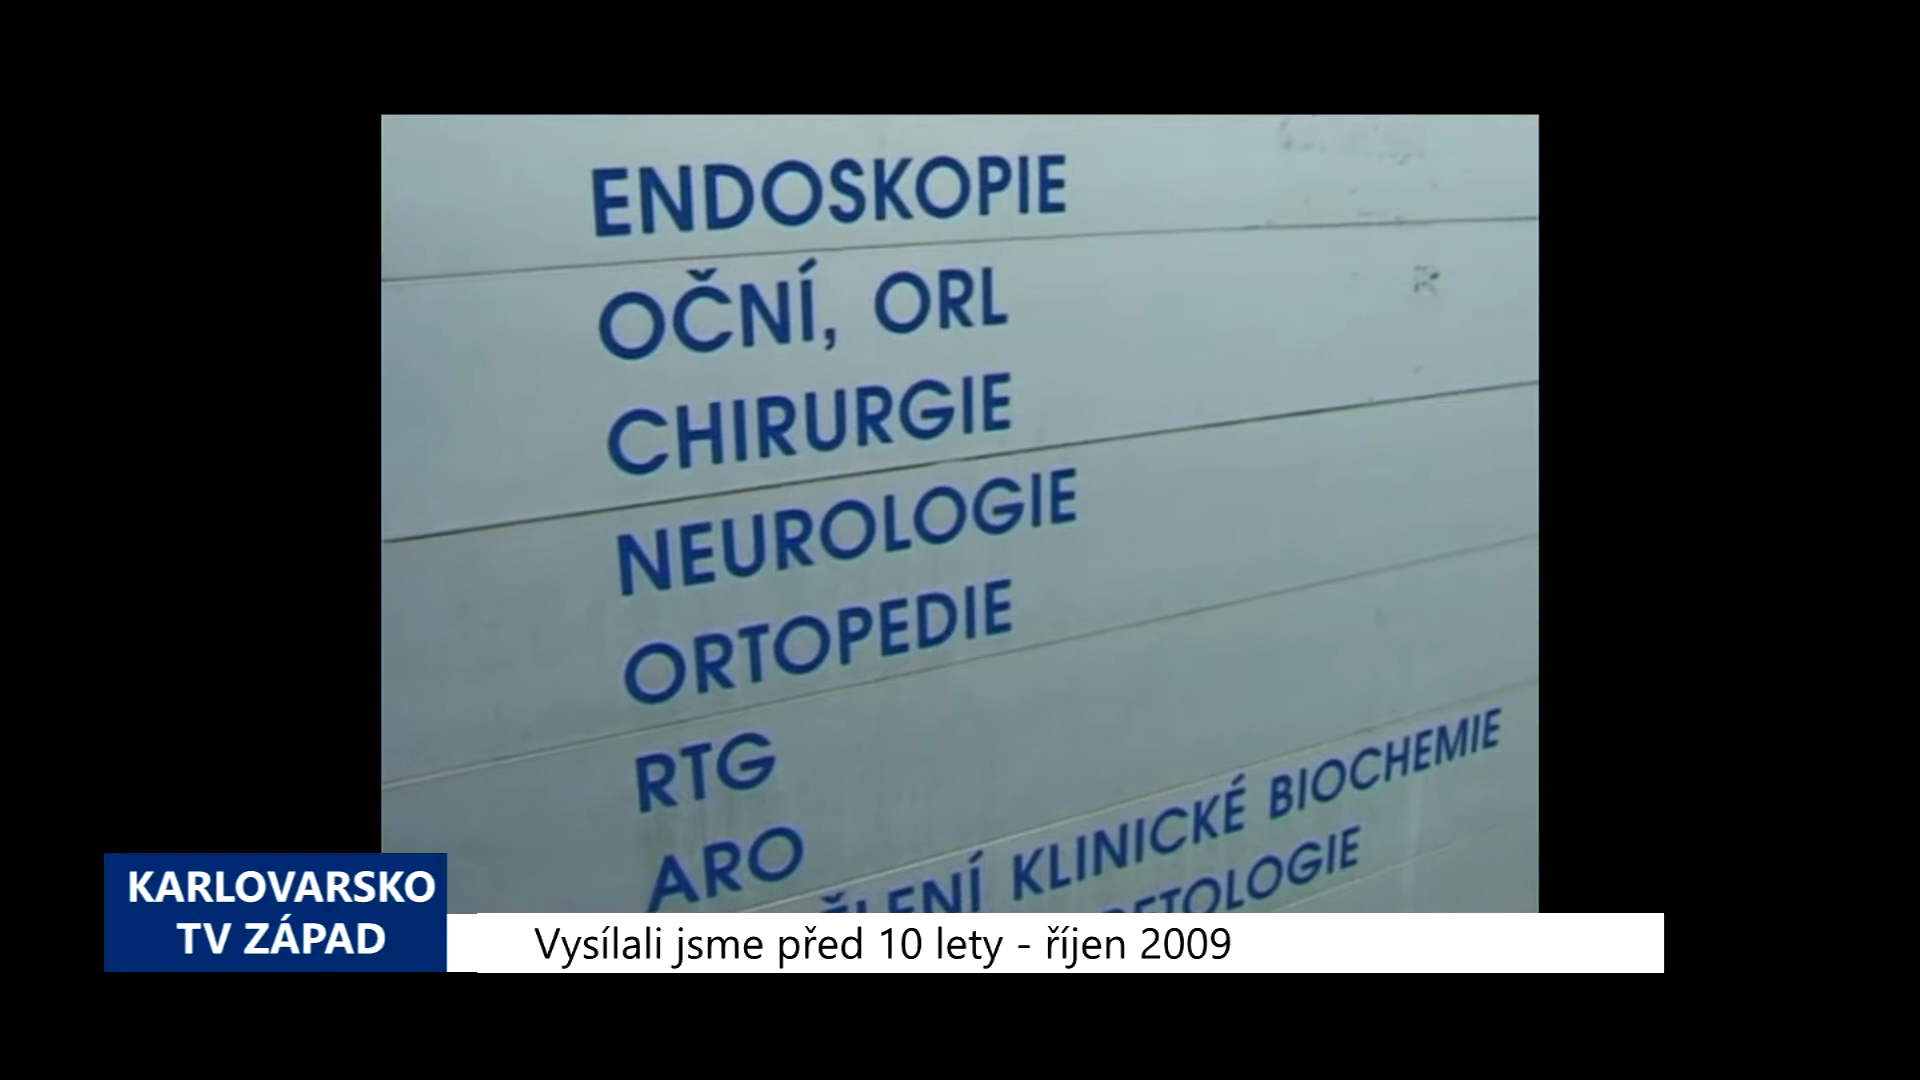 ENDOSKOPIE
OČNÍ, ORL
CHIRURGIE
NEUROLOGIE
ORTOPEDIE
RTG
ARO
KLINICKÉ BIOCHEMIE
KARLOVARSKO
TV ZÁPAD
Vysílali jsme před 10 lety - říjen 2009